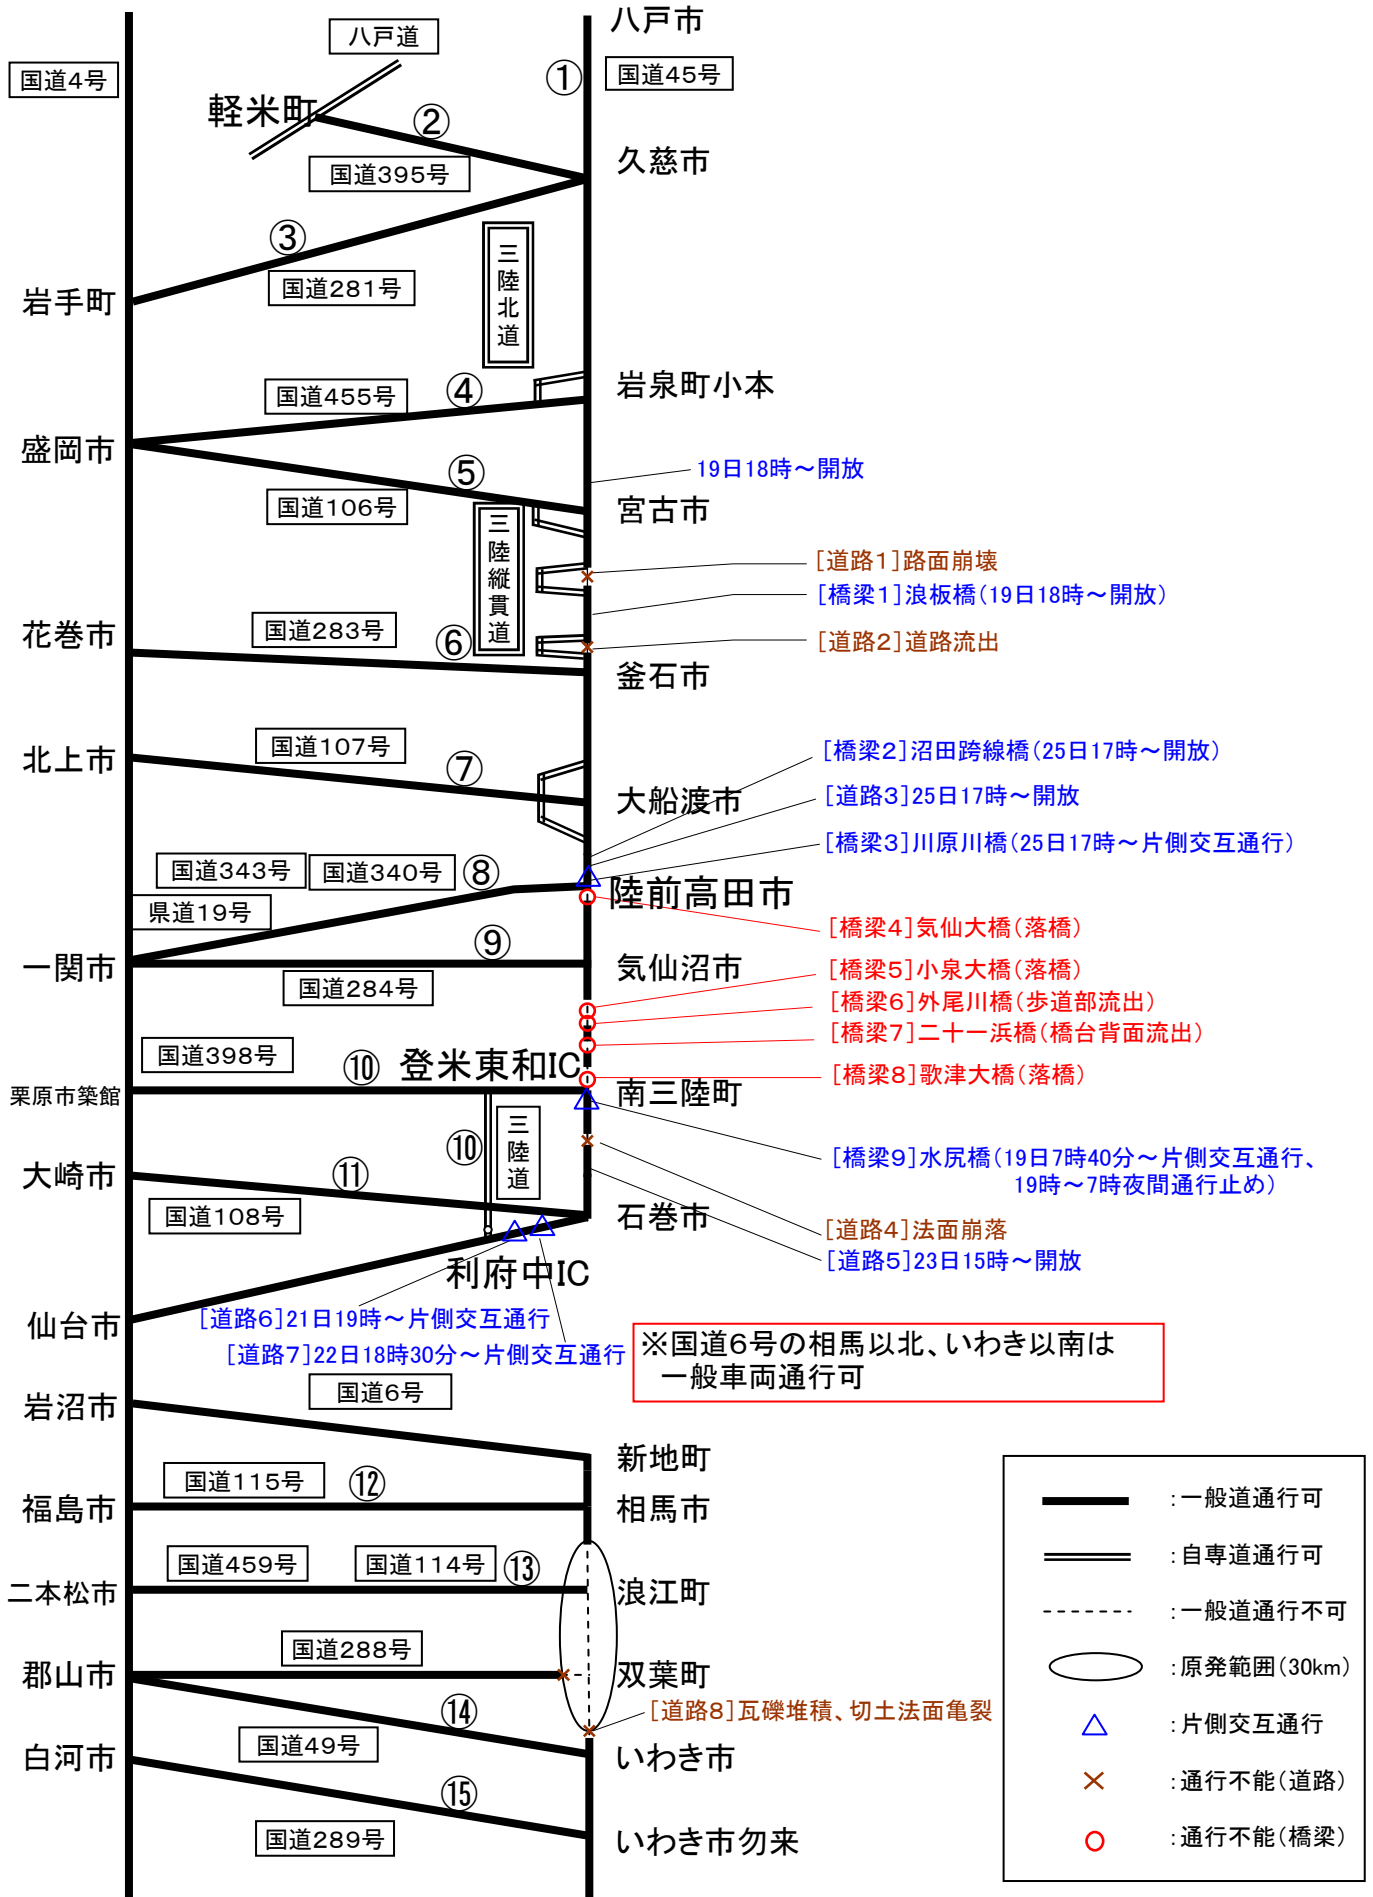 八戸市
八戸道
国道4号
①
国道45号
軽米町
②
久慈市
国道395号
③
三陸北道
国道281号
岩手町
岩泉町小本
④
国道455号
盛岡市
19日18時～開放
⑤
国道106号
宮古市
三陸縦貫道
[道路1]路面崩壊
[橋梁1]浪板橋(19日18時～開放)
花巻市
国道283号
⑥
[道路2]道路流出
釜石市
北上市
国道107号
⑦
[橋梁2]沼田跨線橋(25日17時～開放)
大船渡市
[道路3]25日17時～開放
[橋梁3]川原川橋(25日17時～片側交互通行)
国道343号
国道340号
⑧
陸前高田市
県道19号
[橋梁4]気仙大橋(落橋)
⑨
一関市
気仙沼市
国道284号
[橋梁5]小泉大橋(落橋)
[橋梁6]外尾川橋(歩道部流出)
[橋梁7]二十一浜橋(橋台背面流出)
国道398号
⑩
登米東和IC
[橋梁8]歌津大橋(落橋)
栗原市築館
南三陸町
⑩
三陸道
[橋梁9]水尻橋(19日7時40分～片側交互通行、
19時～7時夜間通行止め)
大崎市
⑪
国道108号
石巻市
[道路4]法面崩落
[道路5]23日15時～開放
利府中IC
仙台市
[道路6]21日19時～片側交互通行
[道路7]22日18時30分～片側交互通行
※国道6号の相馬以北、いわき以南は
一般車両通行可
国道6号
岩沼市
新地町
国道115号
⑫
福島市
相馬市
国道459号
国道114号
⑬
二本松市
浪江町
国道288号
郡山市
双葉町
[道路8]瓦礫堆積、切土法面亀裂
⑭
国道49号
白河市
いわき市
⑮
国道289号
いわき市勿来
:一般道通行可
:自専道通行可
:一般道通行不可
:原発範囲(30km)
:片側交互通行
:通行不能(道路)
:通行不能(橋梁)